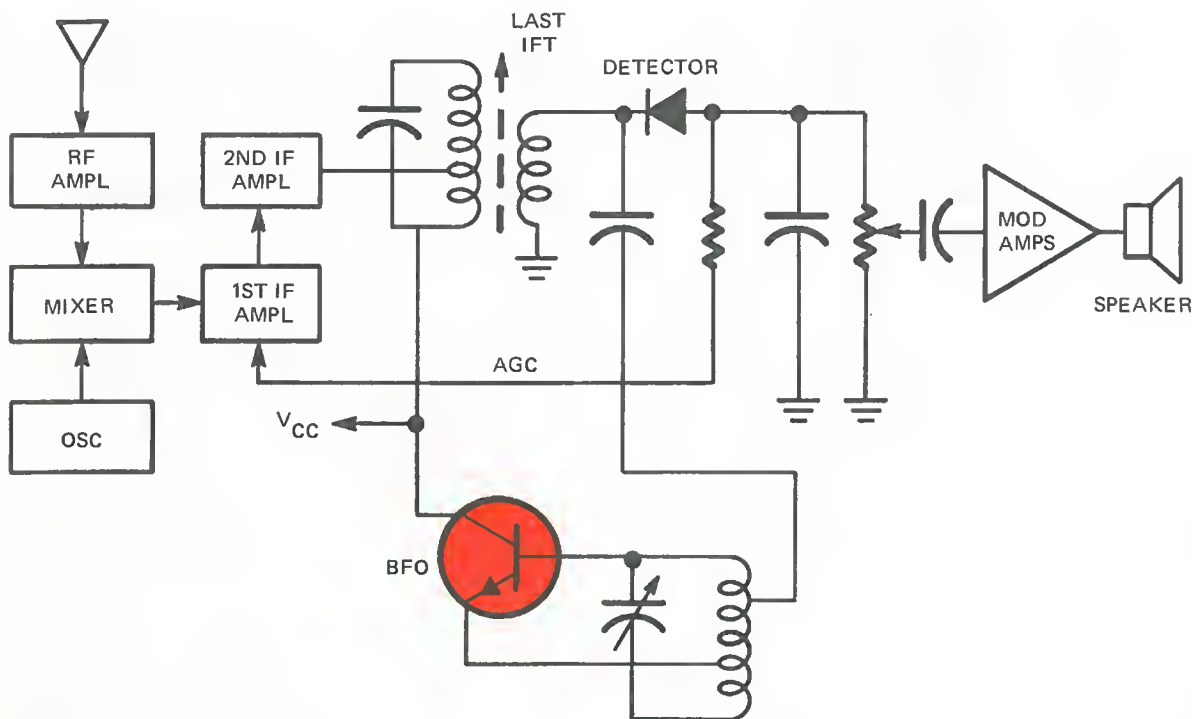 LAST
IFT
DETECTOR
RF
AMPL
2ND IF
AMPL
MIXER
1ST IF
AMPL
OSC
AGC
VCC
MOD
AMPS
SPEAKER
BFO